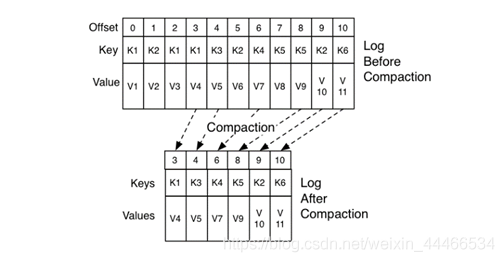 Offset 0 1 2 3 4 5 6 7 8 9 10
Key K1 K2 K1 K1 K3 K2 K4 K5 K5 K2 K6
Value V1 V2 V3 V4 V5 V6 V7 V8 V9 V 10 V 11
Log
Before
Compaction
Compaction
3 4 6 8 9 10
Keys K1 K3 K4 K5 K2 K6
Values V4 V5 V7 V9 V 10 V 11
Log
After
Compaction
https://blog.csdn.net/weixin_44466534